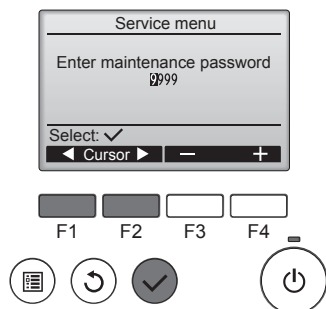 Service menu
Enter maintenance password
9999
Select: ✓
◀ Cursor ▶ — +
F1 F2 F3 F4